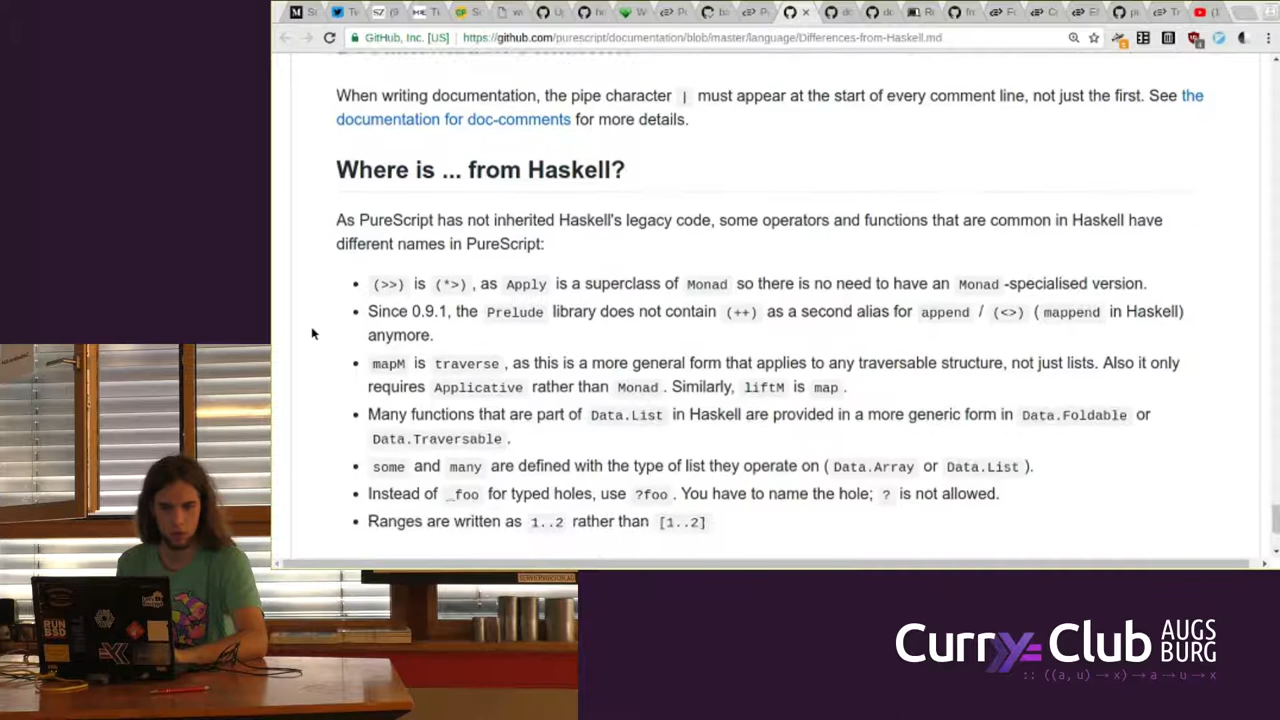 GitHub, Inc. [US] https://github.com/purescript/documentation/blob/master/language/Differences-from-Haskell.md
When writing documentation, the pipe character | must appear at the start of every comment line, not just the first. See the
documentation for doc-comments for more details.
Where is ... from Haskell?
As PureScript has not inherited Haskell's legacy code, some operators and functions that are common in Haskell have
different names in PureScript:
• (>>) is (*>), as Apply is a superclass of Monad so there is no need to have an Monad -specialised version.
• Since 0.9.1, the Prelude library does not contain (++) as a second alias for append / (<>) ( mappend in Haskell)
anymore.
• mapM is traverse, as this is a more general form that applies to any traversable structure, not just lists. Also it only
requires Applicative rather than Monad. Similarly, liftM is map.
• Many functions that are part of Data.List in Haskell are provided in a more generic form in Data.Foldable or
Data.Traversable.
• some and many are defined with the type of list they operate on ( Data.Array or Data.List ).
• Instead of _foo for typed holes, use ?foo. You have to name the hole; ? is not allowed.
• Ranges are written as 1..2 rather than [1..2]
RUN
BSD
Curry Club AUGS
BURG
:: ((a, u) → x) → a → u → x